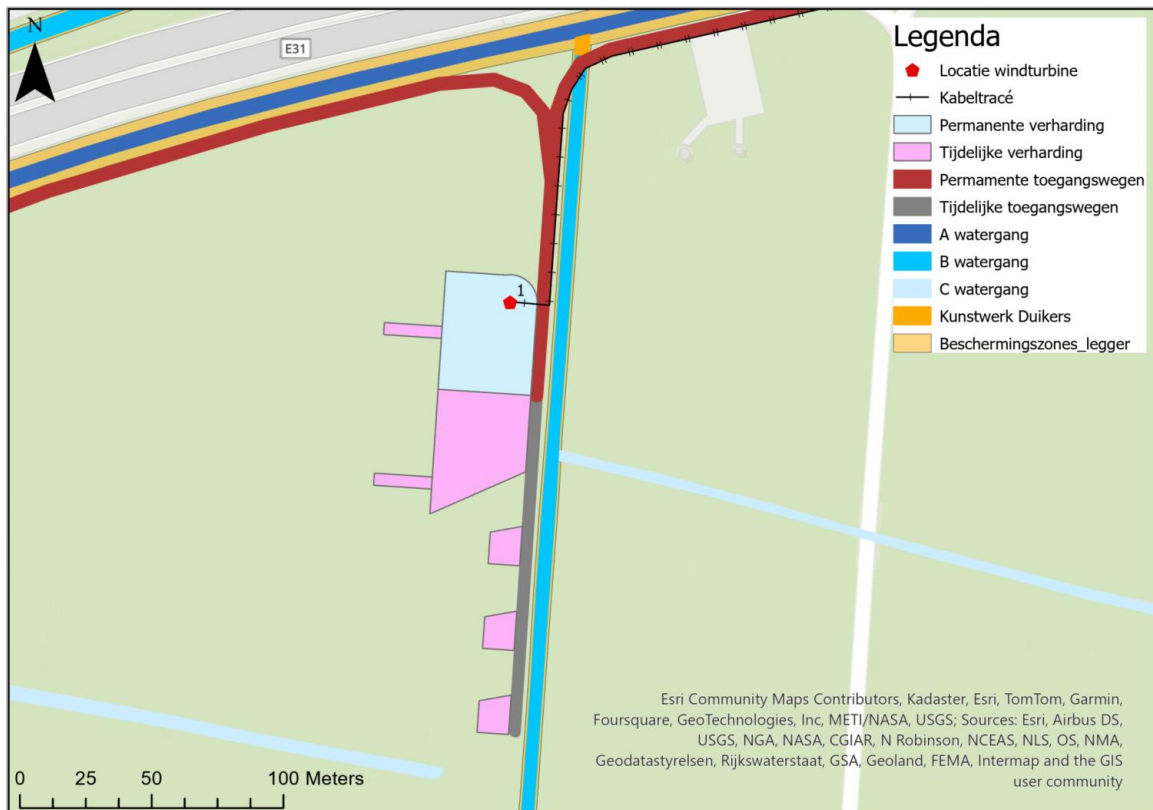 N
E31
Legenda
Locatie windturbine
Kabeltracé
Permanente verharding
Tijdelijke verharding
Permamente toegangswegen
Tijdelijke toegangswegen
A watergang
B watergang
C watergang
Kunstwerk Duikers
Beschermingszones_legger
1
Esri Community Maps Contributors, Kadaster, Esri, TomTom, Garmin,
Foursquare, GeoTechnologies, Inc, METI/NASA, USGS; Sources: Esri, Airbus DS,
USGS, NGA, NASA, CGIAR, N Robinson, NCEAS, NLS, OS, NMA,
Geodatastyrelsen, Rijkswaterstaat, GSA, Geoland, FEMA, Intermap and the GIS
user community
0 25 50 100 Meters